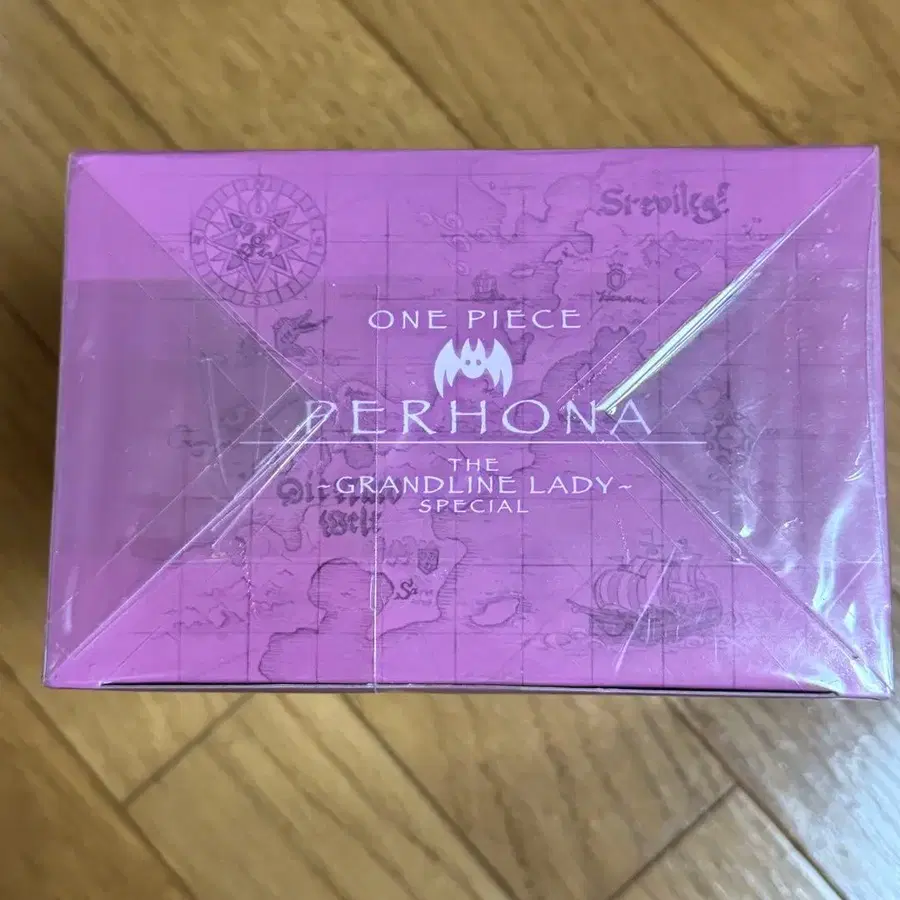 ONE PIECE
PERHONA
THE
~GRANDLINE LADY~
SPECIAL